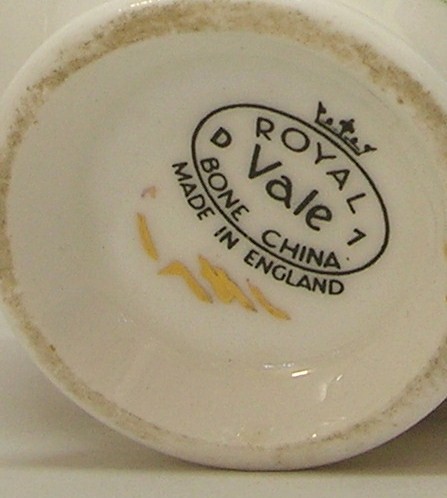 ROYAL
D Vale 7
BONE CHINA
MADE IN ENGLAND